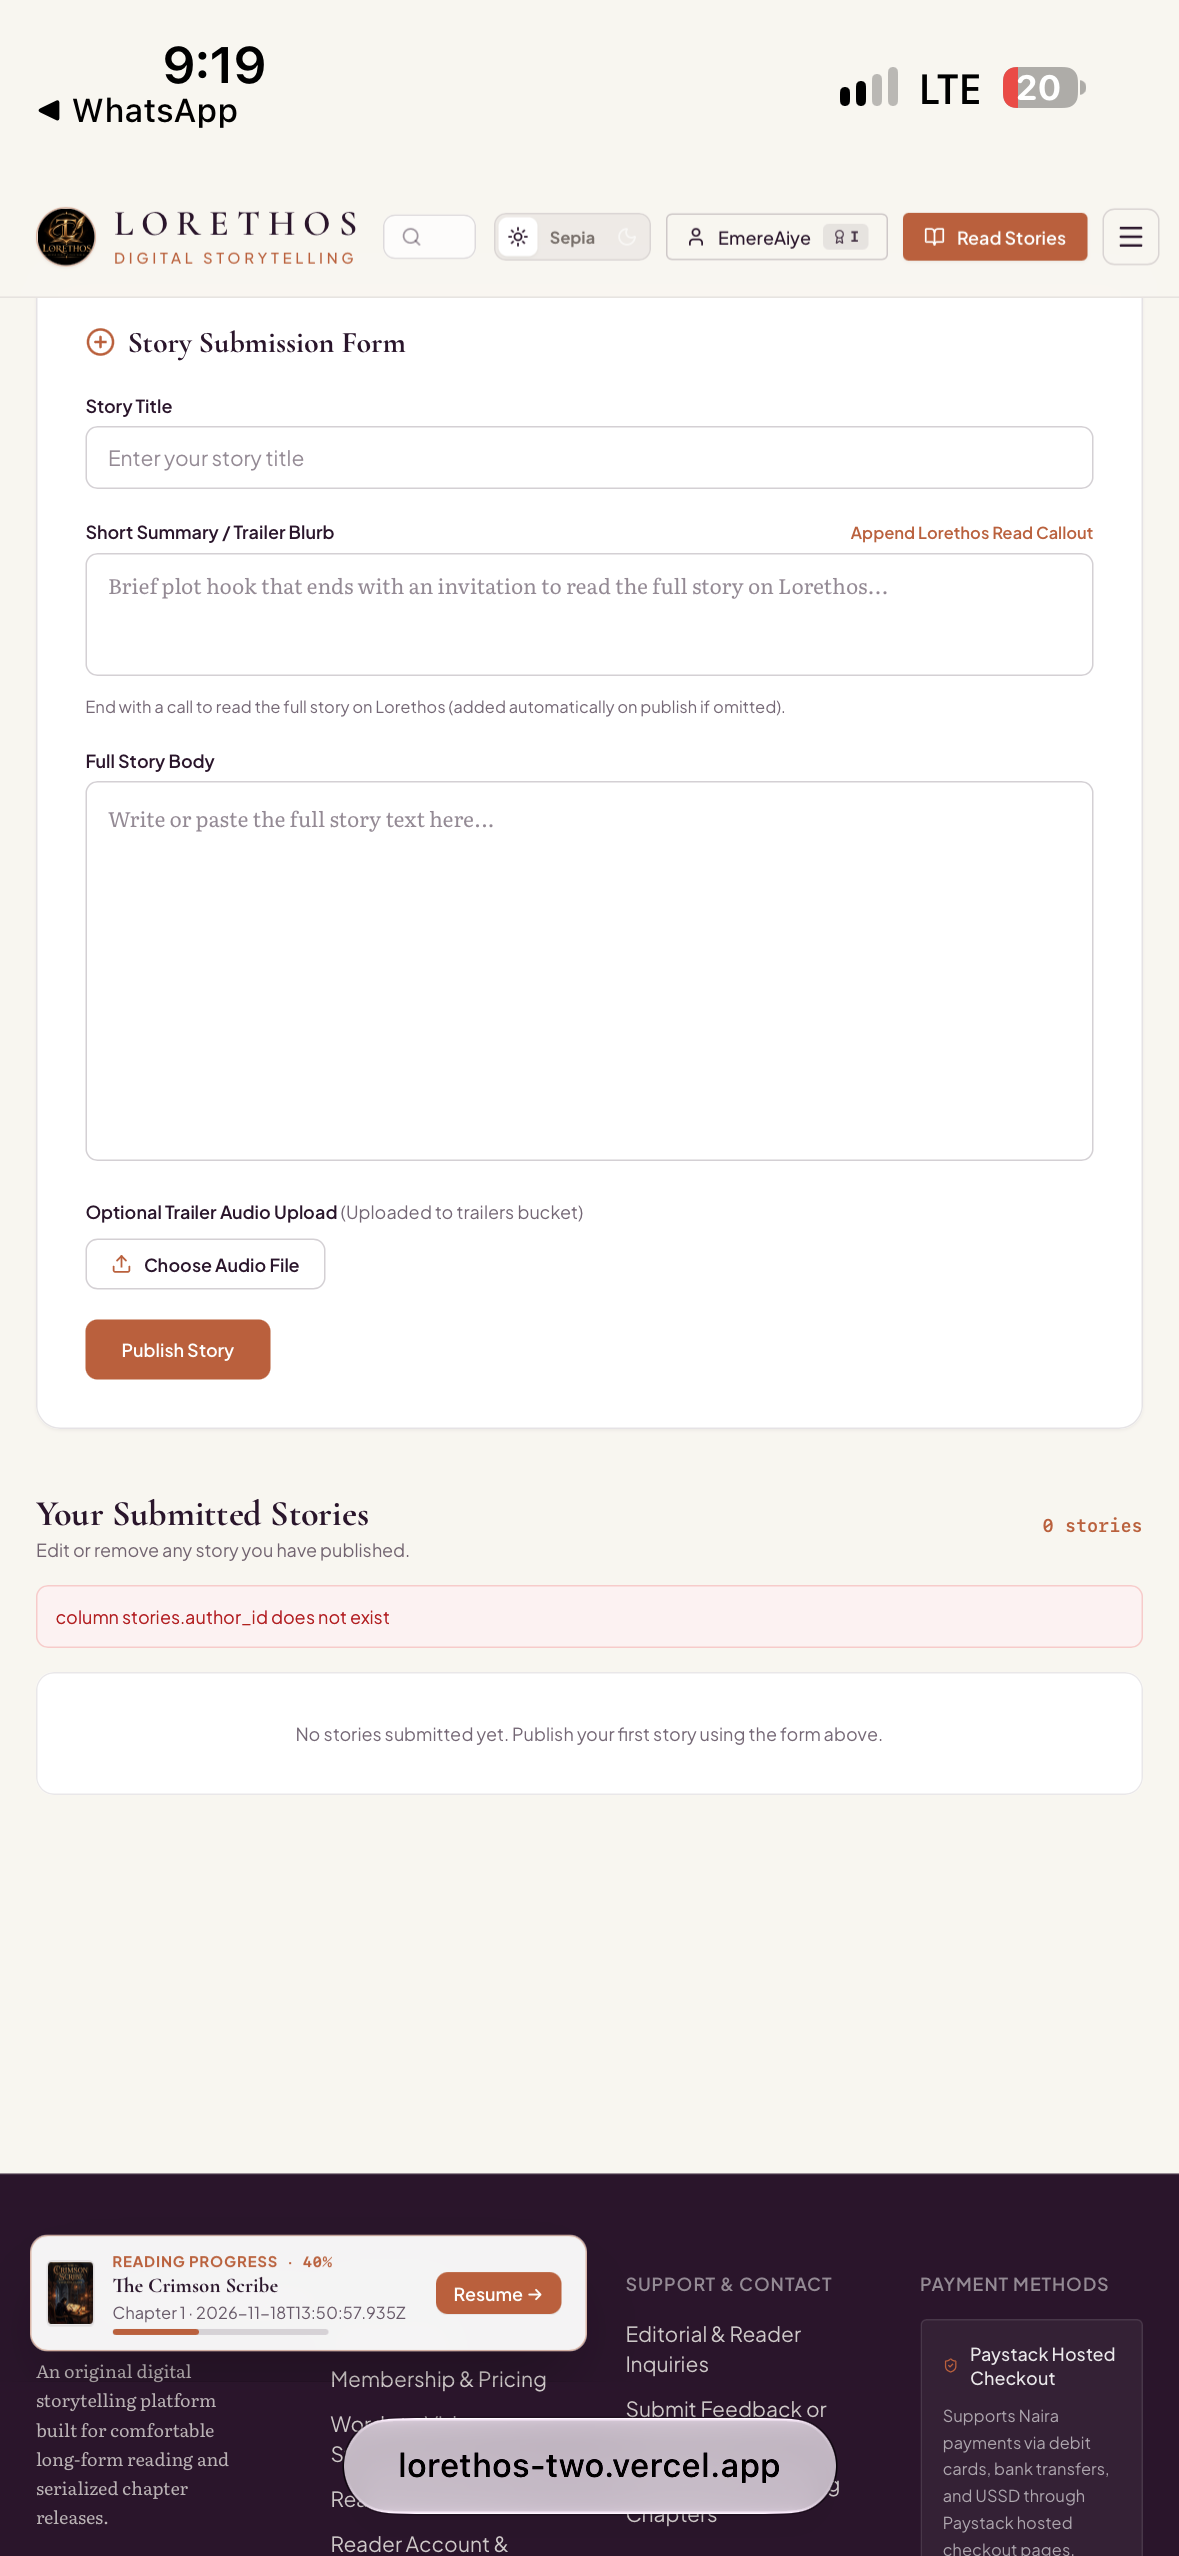 9:19
◀ WhatsApp
LTE
20
LORETHOS
DIGITAL STORYTELLING
Sepia
EmereAiye
I
Read Stories
Story Submission Form
Story Title
Enter your story title
Short Summary / Trailer Blurb
Append Lorethos Read Callout
Brief plot hook that ends with an invitation to read the full story on Lorethos...
End with a call to read the full story on Lorethos (added automatically on publish if omitted).
Full Story Body
Write or paste the full story text here...
Optional Trailer Audio Upload (Uploaded to trailers bucket)
Choose Audio File
Publish Story
Your Submitted Stories
0 stories
Edit or remove any story you have published.
column stories.author_id does not exist
No stories submitted yet. Publish your first story using the form above.
READING PROGRESS · 40%
The Crimson Scribe
Chapter 1 · 2026-11-18T13:50:57.935Z
Resume →
An original digital
storytelling platform
built for comfortable
long-form reading and
serialized chapter
releases.
Membership & Pricing
Reader Account &
SUPPORT & CONTACT
Editorial & Reader
Inquiries
Submit Feedback or
Chapters
PAYMENT METHODS
Paystack Hosted
Checkout
Supports Naira
payments via debit
cards, bank transfers,
and USSD through
Paystack hosted
checkout pages.
lorethos-two.vercel.app